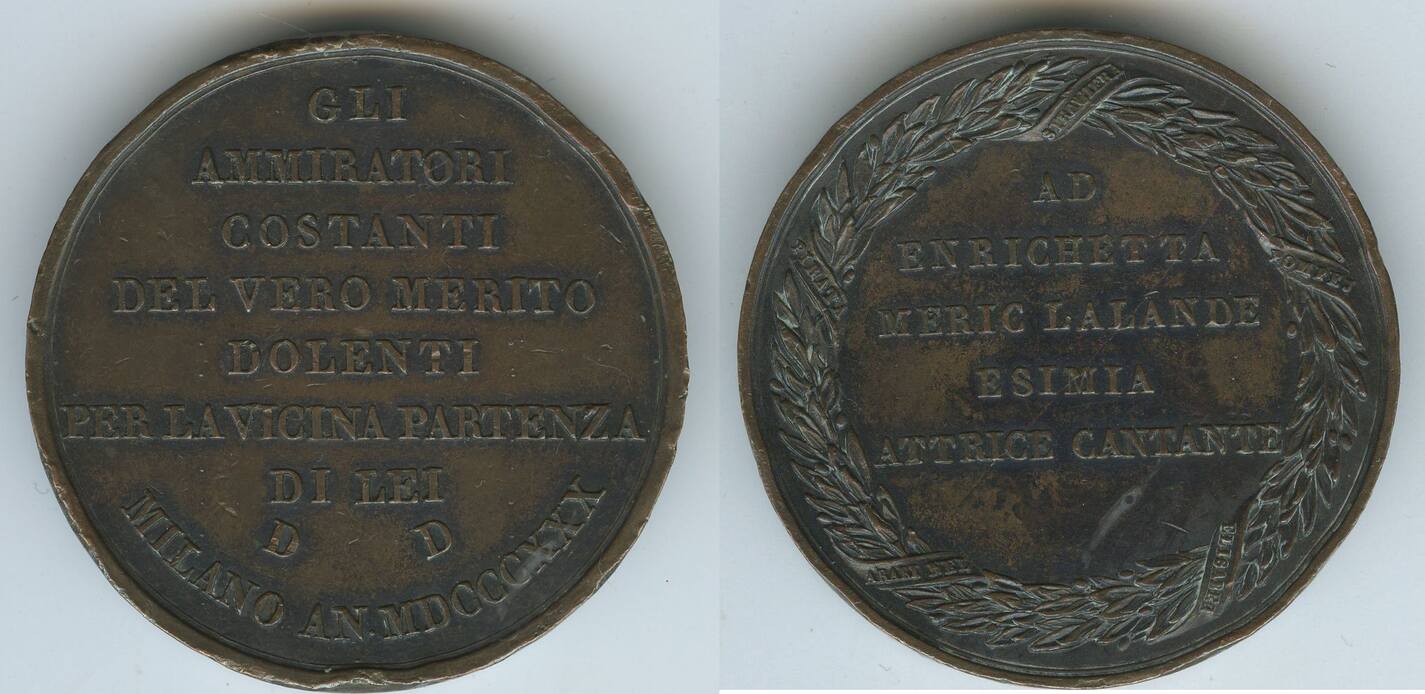 GLI
AMMIRATORI
COSTANTI
DEL VERO MERITO
DOLENTI
PER LA VICINA PARTENZA
DI LEI
D D
MILANO AN. MDCCCXXX
AD
ENRICHETTA
MERIC LALANDE
ESIMIA
ATTRICE CANTANTE